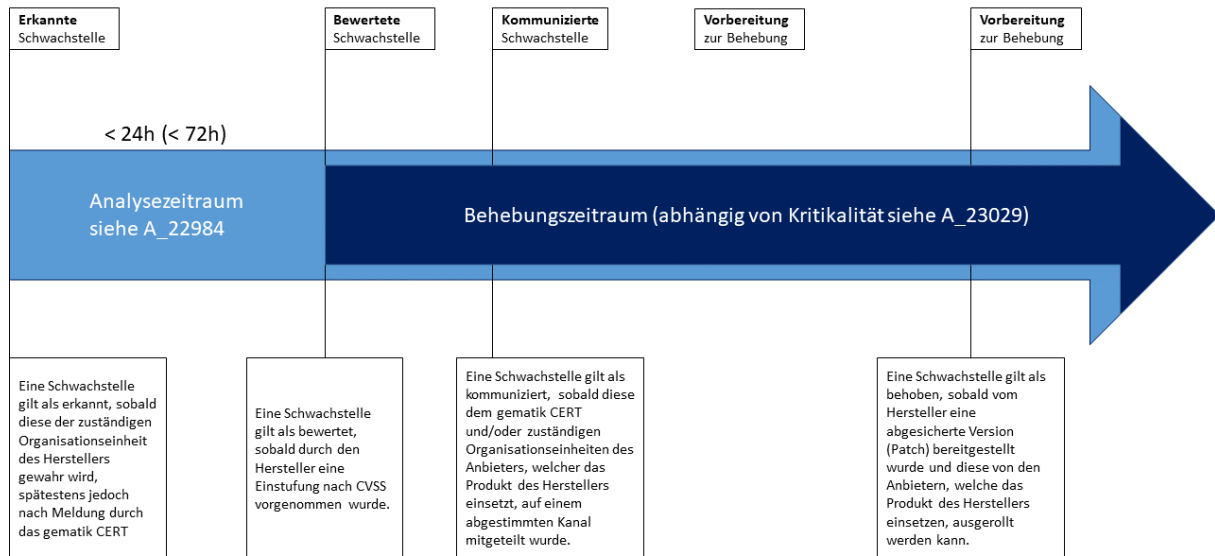 Erkannte
Schwachstelle
Bewertete
Schwachstelle
Kommunizierte
Schwachstelle
Vorbereitung
zur Behebung
Vorbereitung
zur Behebung
< 24h (< 72h)
Analysezeitraum
siehe A_22984
Behebungszeitraum (abhängig von Kritikalität siehe A_23029)
Eine Schwachstelle
gilt als erkannt, sobald
diese der zuständigen
Organisationseinheit
des Herstellers
gewahr wird,
spätestens jedoch
nach Meldung durch
das gematik CERT
Eine Schwachstelle
gilt als bewertet,
sobald durch den
Hersteller eine
Einstufung nach CVSS
vorgenommen wurde.
Eine Schwachstelle gilt als
kommuniziert, sobald diese
dem gematik CERT
und/oder zuständigen
Organisationseinheiten des
Anbieters, welcher das
Produkt des Herstellers
einsetzt, auf einem
abgestimmten Kanal
mitgeteilt wurde.
Eine Schwachstelle gilt als
behoben, sobald vom
Hersteller eine
abgesicherte Version
(Patch) bereitgestellt
wurde und diese von den
Anbietern, welche das
Produkt des Herstellers
einsetzen, ausgerollt
werden kann.